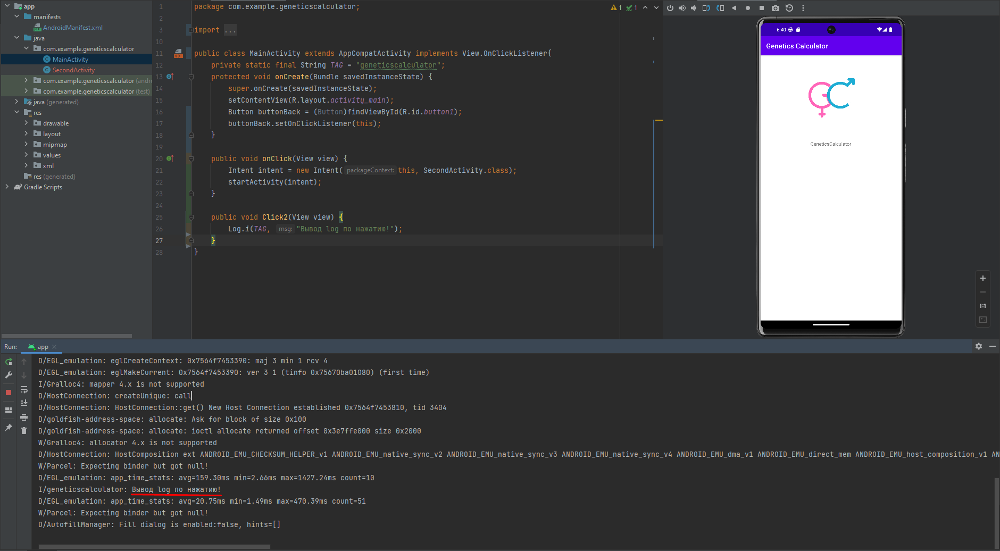 app
manifests
AndroidManifest.xml
java
com.example.geneticscalculator
MainActivity
SecondActivity
com.example.geneticscalculator (andro
com.example.geneticscalculator (test)
java (generated)
res
drawable
layout
mipmap
values
xml
res (generated)
Gradle Scripts
1 package com.example.geneticscalculator;
2
3 import ...
10
11 public class MainActivity extends AppCompatActivity implements View.OnClickListener{
12 private static final String TAG = "geneticscalculator";
13 protected void onCreate(Bundle savedInstanceState) {
14 super.onCreate(savedInstanceState);
15 setContentView(R.layout.activity_main);
16 Button buttonBack = (Button)findViewById(R.id.button1);
17 buttonBack.setOnClickListener(this);
18 }
19
20 public void onClick(View view) {
21 Intent intent = new Intent( packageContext: this, SecondActivity.class);
22 startActivity(intent);
23 }
24
25 public void Click2(View view) {
26 Log.i(TAG, msg: "Вывод log по нажатию!");
27 }
28 }
1 1
6:40
Genetics Calculator
GC
GeneticsCalculator
1:1
Run: app
D/EGL_emulation: eglCreateContext: 0x7564f7453390: maj 3 min 1 rcv 4
D/EGL_emulation: eglMakeCurrent: 0x7564f7453390: ver 3 1 (tinfo 0x75670ba01080) (first time)
I/Gralloc4: mapper 4.x is not supported
D/HostConnection: createUnique: call
D/HostConnection: HostConnection::get() New Host Connection established 0x7564f7453810, tid 3404
D/goldfish-address-space: allocate: Ask for block of size 0x100
D/goldfish-address-space: allocate: ioctl allocate returned offset 0x3e7ffe000 size 0x2000
W/Gralloc4: allocator 4.x is not supported
D/HostConnection: HostComposition ext ANDROID_EMU_CHECKSUM_HELPER_v1 ANDROID_EMU_native_sync_v2 ANDROID_EMU_native_sync_v3 ANDROID_EMU_native_sync_v4 ANDROID_EMU_dma_v1 ANDROID_EMU_direct_mem ANDROID_EMU_host_composition_v1 AN
W/Parcel: Expecting binder but got null!
D/EGL_emulation: app_time_stats: avg=159.30ms min=2.66ms max=1427.24ms count=10
I/geneticscalculator: Вывод log по нажатию!
D/EGL_emulation: app_time_stats: avg=20.75ms min=1.49ms max=470.39ms count=51
W/Parcel: Expecting binder but got null!
D/AutofillManager: Fill dialog is enabled:false, hints=[]